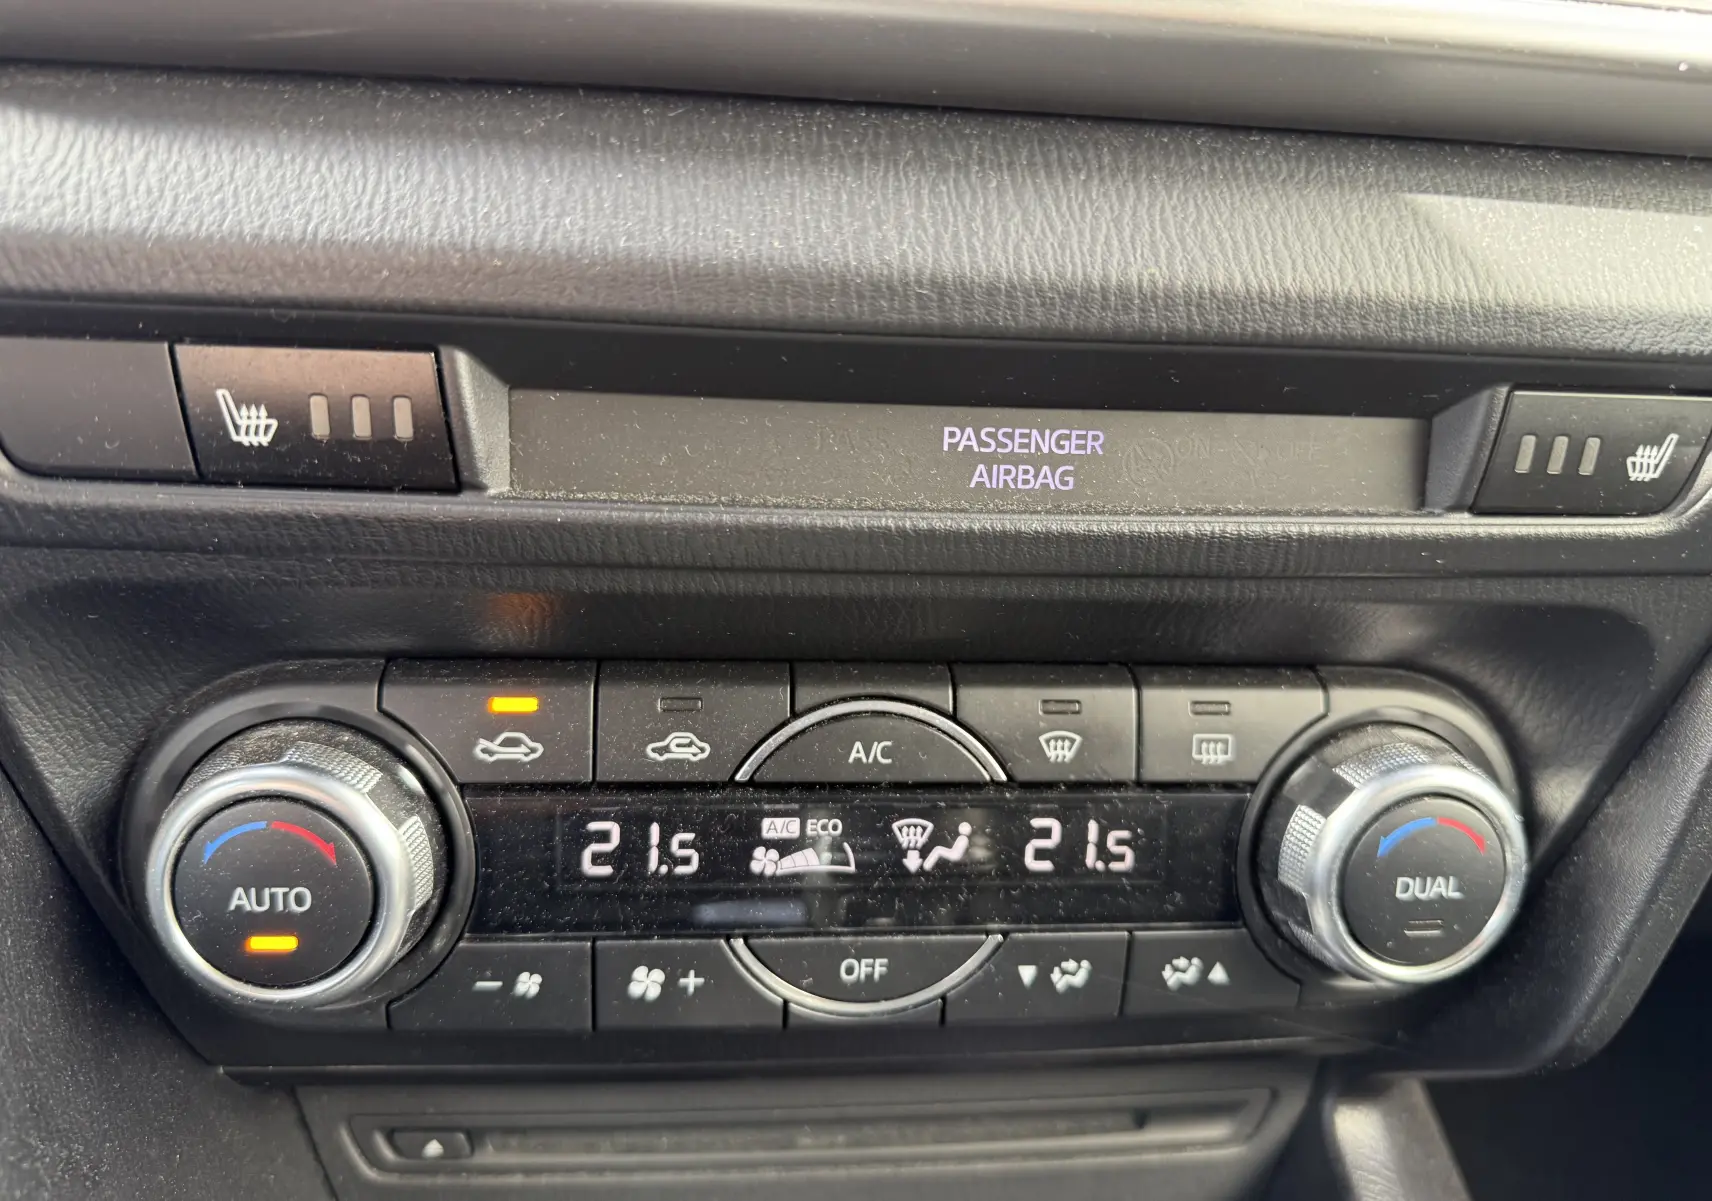 PASSENGER
AIRBAG
A/C
21.5
A/C ECO
21.5
AUTO
DUAL
OFF